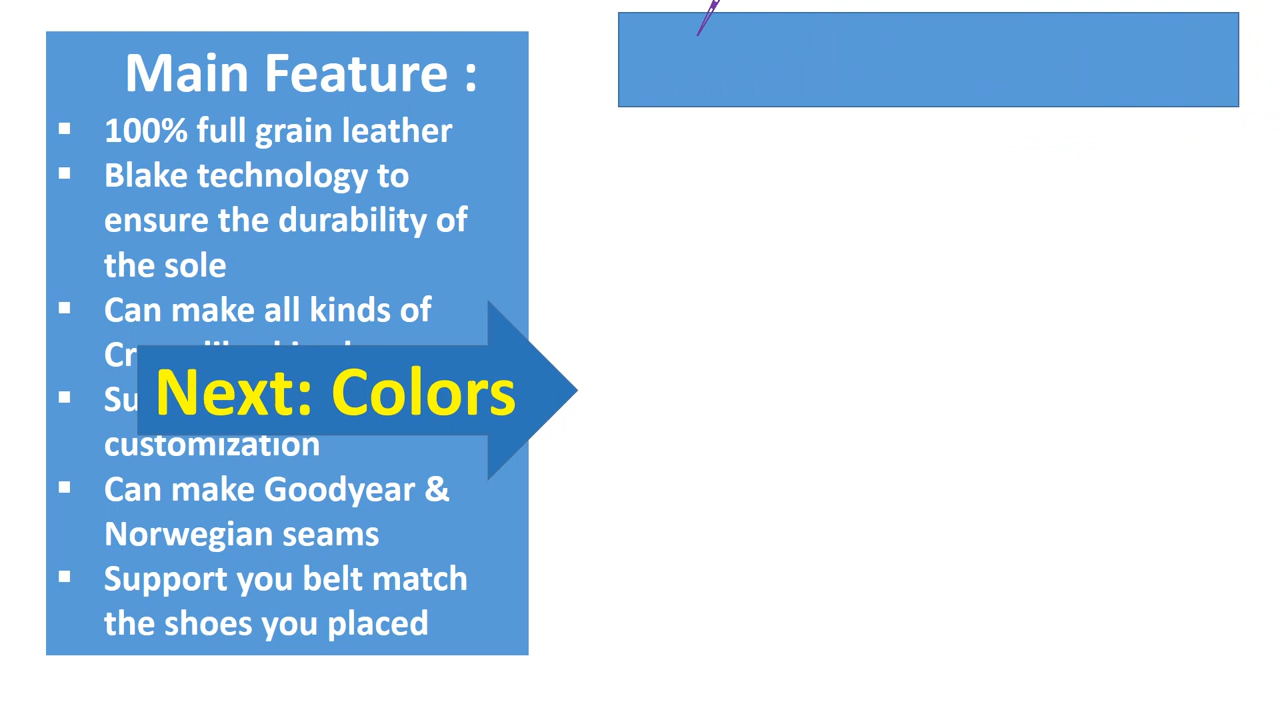 Main Feature :
100% full grain leather
Blake technology to
ensure the durability of
the sole
Can make all kinds of
Next: Colors
customization
Can make Goodyear &
Norwegian seams
Support you belt match
the shoes you placed